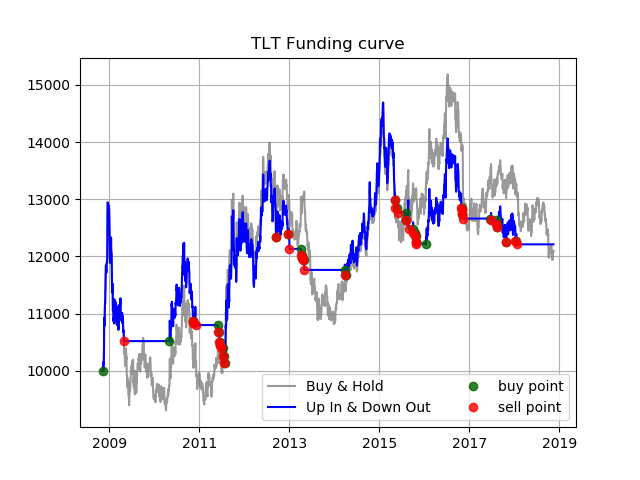 TLT Funding curve
15000
14000
13000
12000
11000
10000
Buy & Hold
Up In & Down Out
buy point
sell point
2009 2011 2013 2015 2017 2019